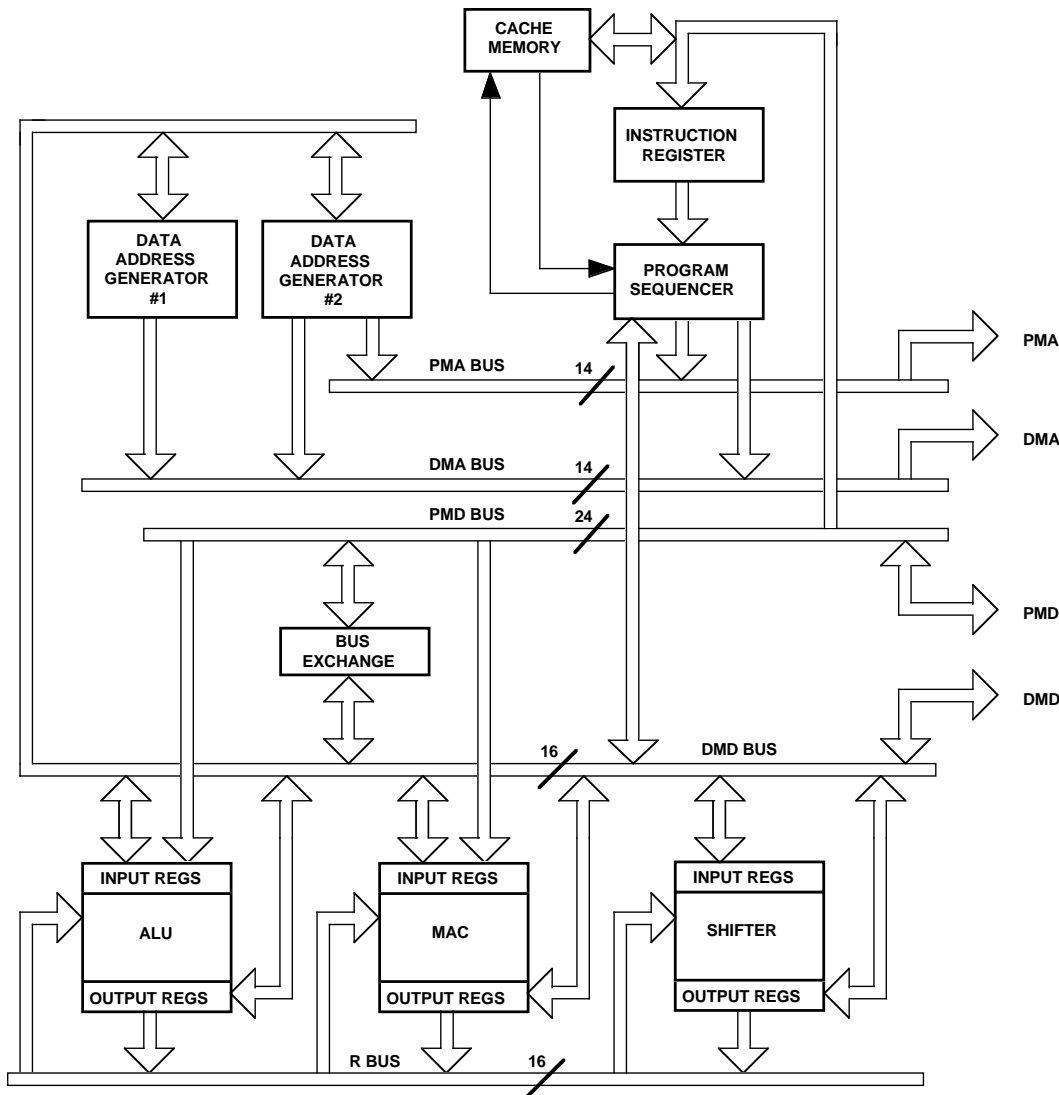 CACHE
MEMORY
INSTRUCTION
REGISTER
DATA
ADDRESS
GENERATOR
#1
DATA
ADDRESS
GENERATOR
#2
PROGRAM
SEQUENCER
PMA BUS
14
PMA
DMA BUS
14
DMA
PMD BUS
24
BUS
EXCHANGE
PMD
DMD
16
DMD BUS
INPUT REGS
ALU
OUTPUT REGS
INPUT REGS
MAC
OUTPUT REGS
INPUT REGS
SHIFTER
OUTPUT REGS
R BUS
16